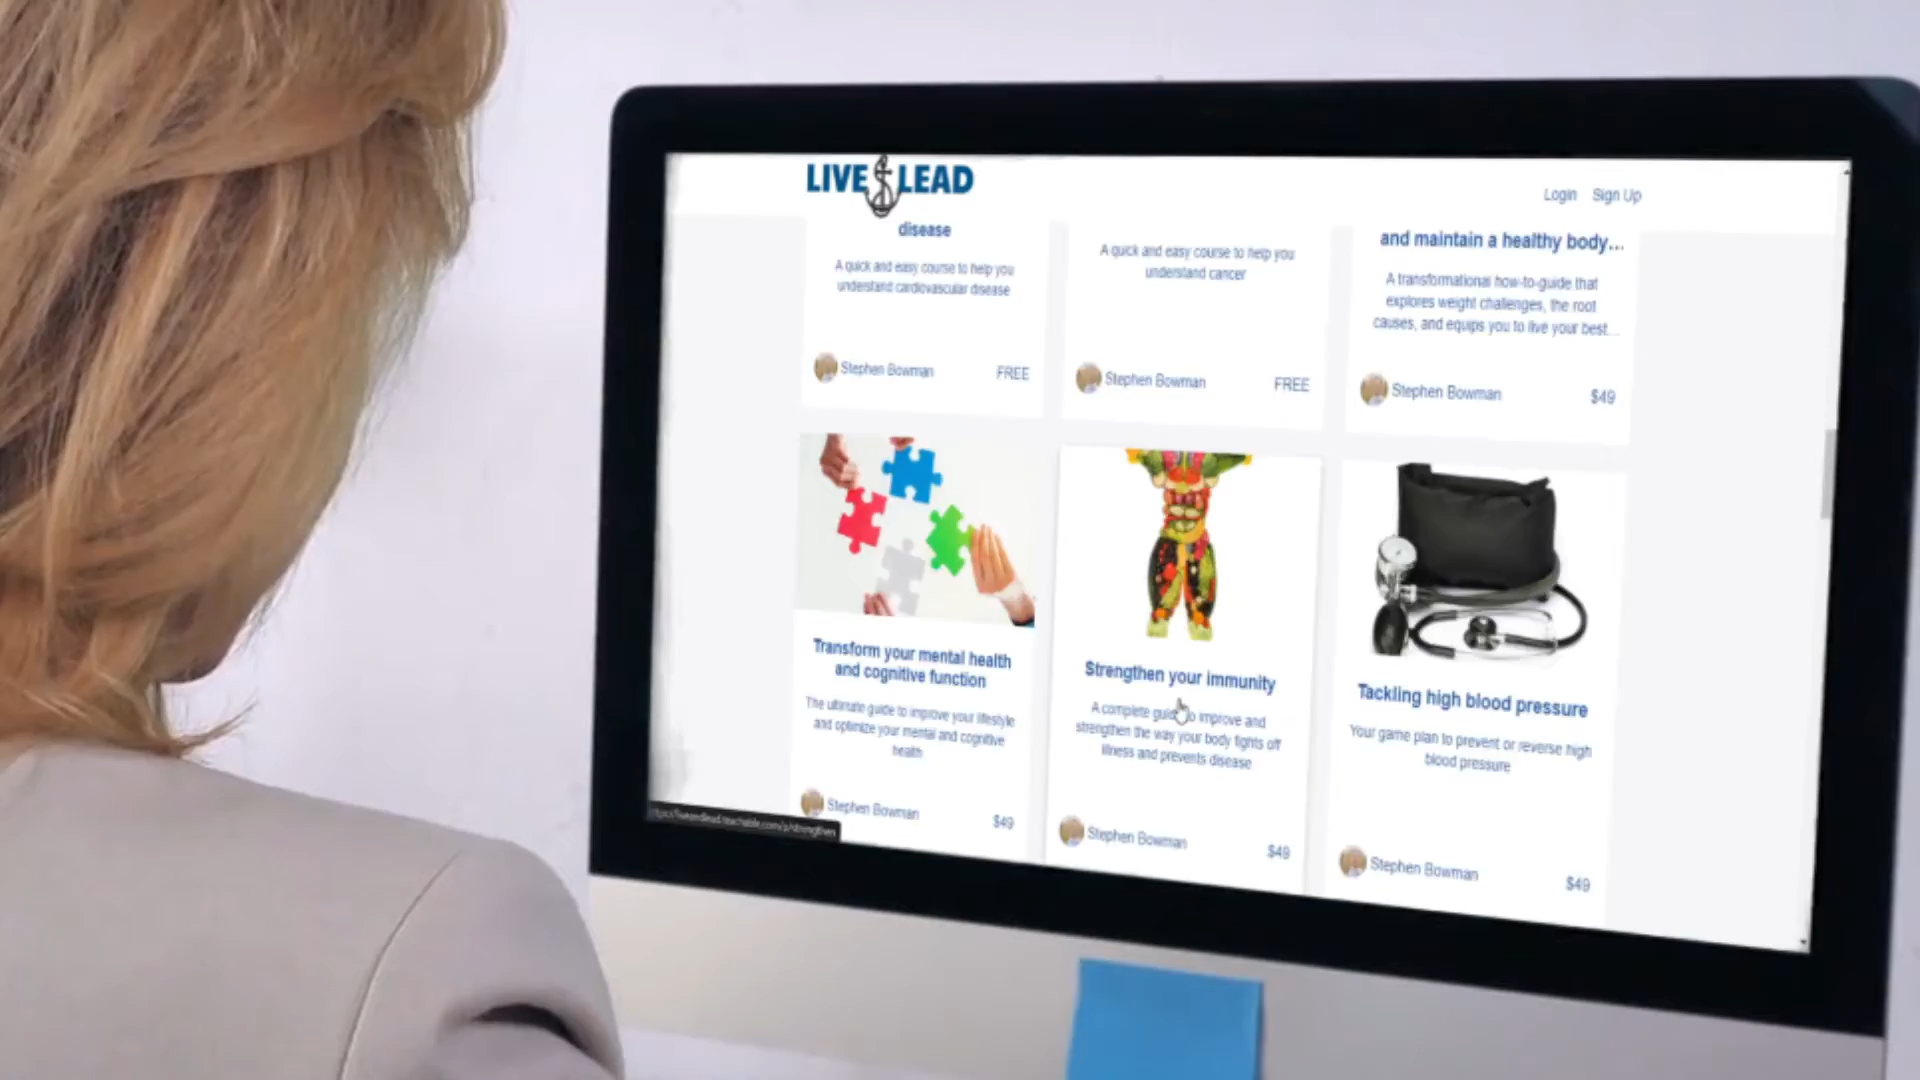 LIVE LEAD
Login Sign Up
disease
A quick and easy course to help you
understand cardiovascular disease
Stephen Bowman FREE
A quick and easy course to help you
understand cancer
Stephen Bowman FREE
and maintain a healthy body...
A transformational how-to-guide that
explores weight challenges, the root
causes, and equips you to live your best...
Stephen Bowman $49
Transform your mental health
and cognitive function
The ultimate guide to improve your lifestyle
and optimize your mental and cognitive
health
Stephen Bowman $49
Strengthen your immunity
A complete guide to improve and
strengthen the way your body fights off
illness and prevents disease
Stephen Bowman $49
Tackling high blood pressure
Your game plan to prevent or reverse high
blood pressure
Stephen Bowman $49